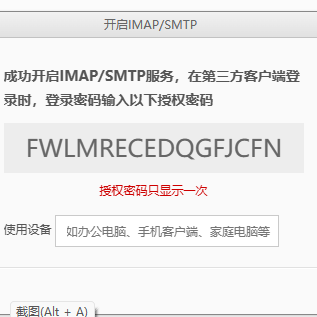 开启IMAP/SMTP
成功开启IMAP/SMTP服务，在第三方客户端登
录时，登录密码输入以下授权密码
FWLMRECEDQGFJCFN
授权密码只显示一次
使用设备 如办公电脑、手机客户端、家庭电脑等
截图(Alt + A)